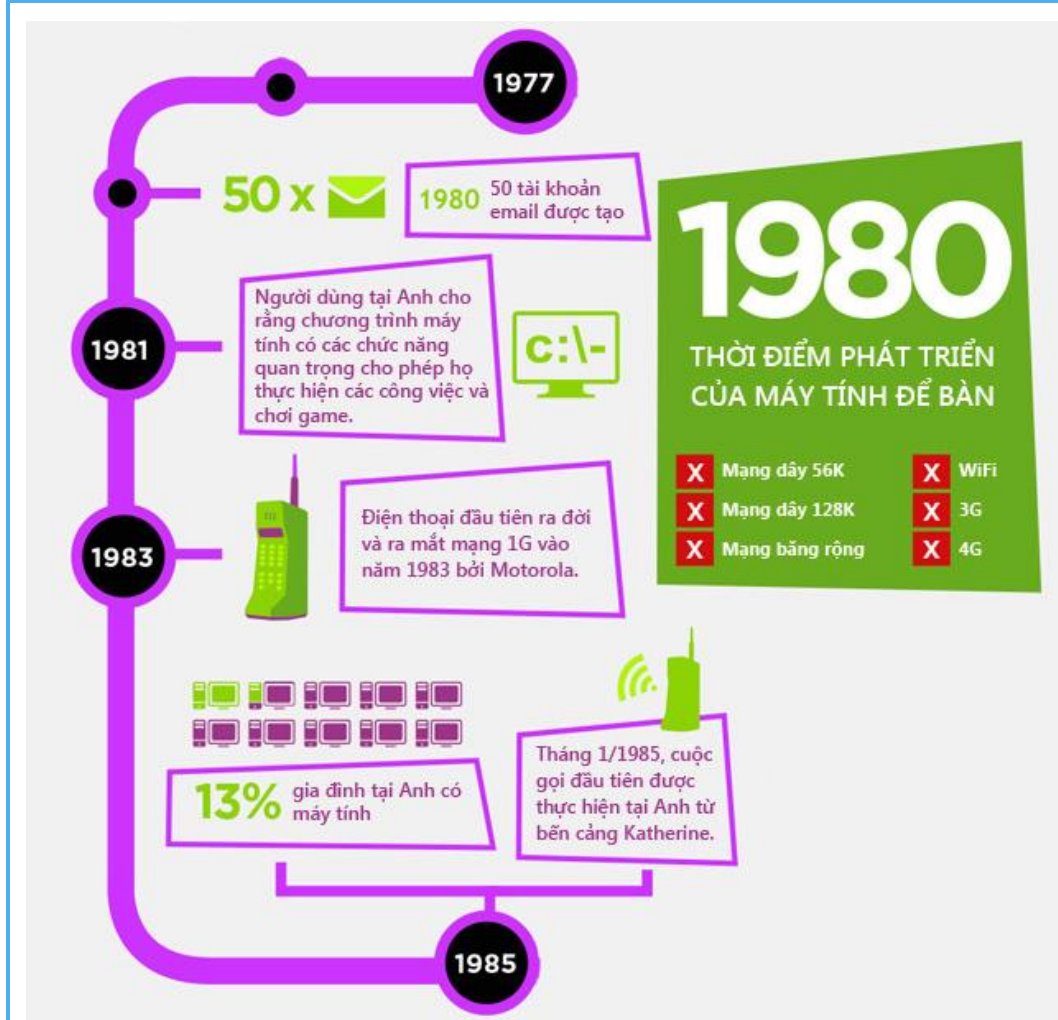 1977
50 x
1980
50 tài khoản
email được tạo
1980
THỜI ĐIỂM PHÁT TRIỂN
CỦA MÁY TÍNH ĐỂ BÀN
X Mạng dây 56K
X Mạng dây 128K
X Mạng băng rộng
X WiFi
X 3G
X 4G
1981
Người dùng tại Anh cho
rằng chương trình máy
tính có các chức năng
quan trọng cho phép họ
thực hiện các công việc và
chơi game.
c:\-
1983
Điện thoại đầu tiên ra đời
và ra mắt mạng 1G vào
năm 1983 bởi Motorola.
13%
gia đình tại Anh có
máy tính
Tháng 1/1985, cuộc
gọi đầu tiên được
thực hiện tại Anh từ
bến cảng Katherine.
1985